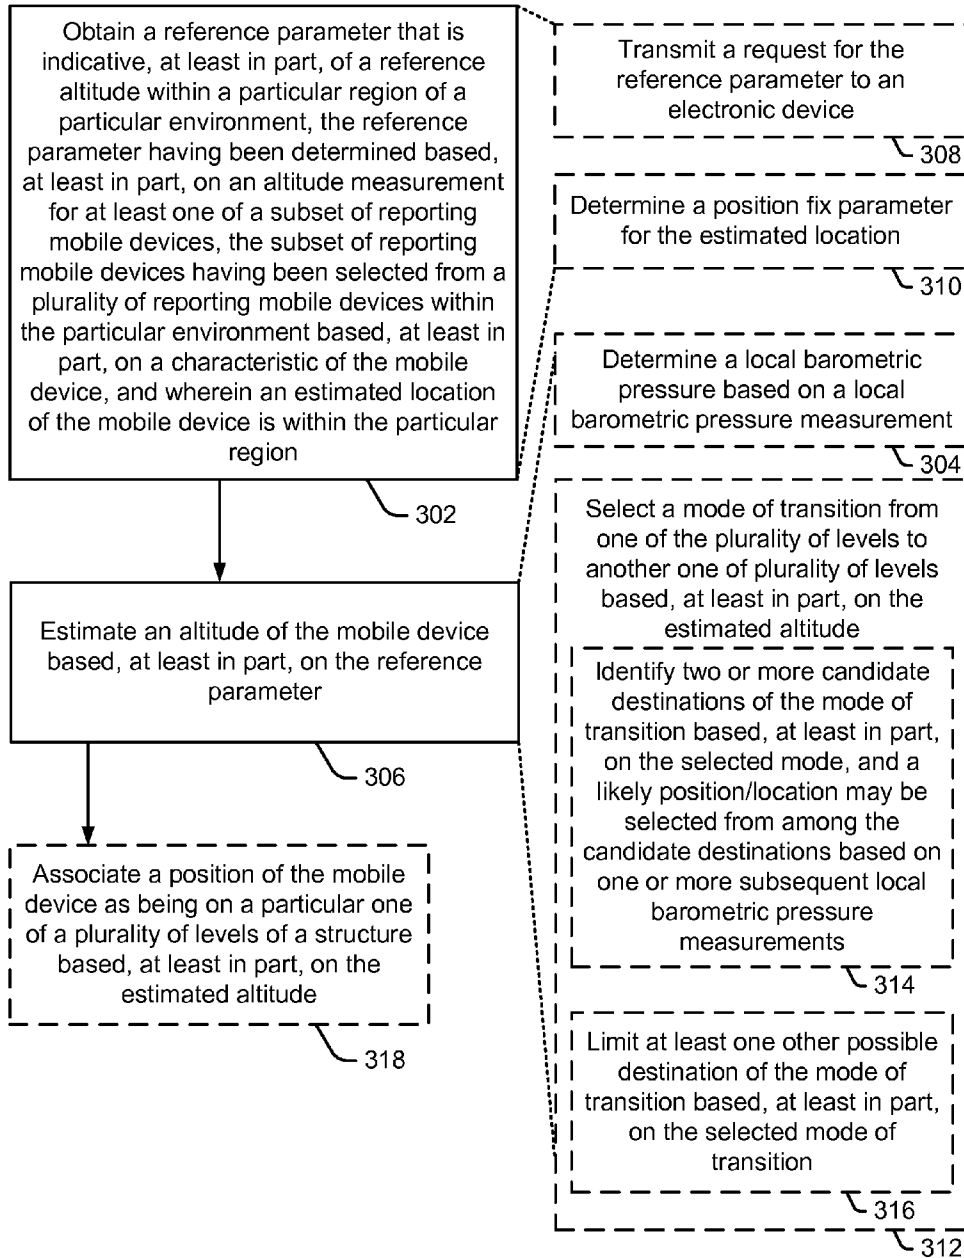 Obtain a reference parameter that is
indicative, at least in part, of a reference
altitude within a particular region of a
particular environment, the reference
parameter having been determined based,
at least in part, on an altitude measurement
for at least one of a subset of reporting
mobile devices, the subset of reporting
mobile devices having been selected from a
plurality of reporting mobile devices within
the particular environment based, at least in
part, on a characteristic of the mobile
device, and wherein an estimated location
of the mobile device is within the particular
region
302
Estimate an altitude of the mobile device
based, at least in part, on the reference
parameter
306
Associate a position of the mobile
device as being on a particular one
of a plurality of levels of a structure
based, at least in part, on the
estimated altitude
318
Transmit a request for the
reference parameter to an
electronic device
308
Determine a position fix parameter
for the estimated location
310
Determine a local barometric
pressure based on a local
barometric pressure measurement
304
Select a mode of transition from
one of the plurality of levels to
another one of plurality of levels
based, at least in part, on the
estimated altitude
Identify two or more candidate
destinations of the mode of
transition based, at least in part,
on the selected mode, and a
likely position/location may be
selected from among the
candidate destinations based on
one or more subsequent local
barometric pressure
measurements
314
Limit at least one other possible
destination of the mode of
transition based, at least in part,
on the selected mode of
transition
316
312